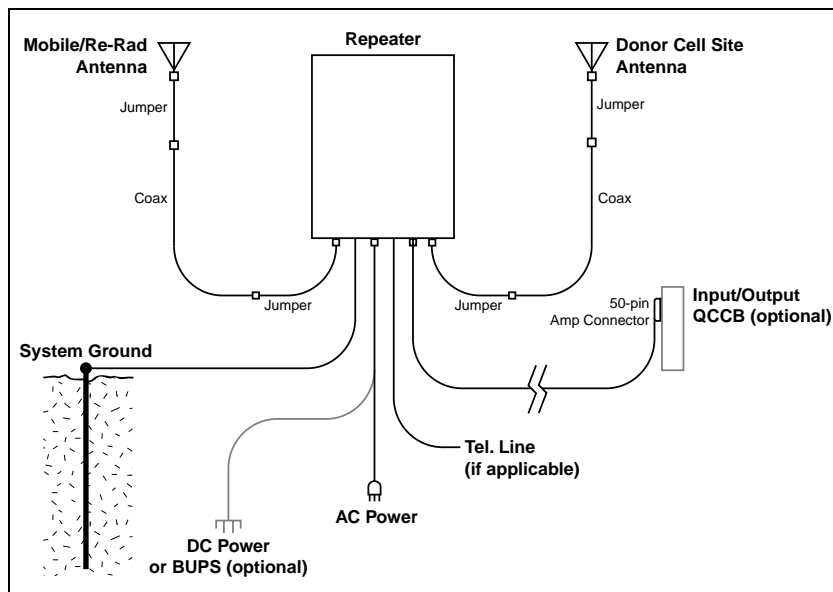 Mobile/Re-Rad
Antenna
Repeater
Donor Cell Site
Antenna
Jumper
Jumper
Coax
Coax
Jumper
Jumper
50-pin
Amp Connector
Input/Output
QCCB (optional)
System Ground
Tel. Line
(if applicable)
AC Power
DC Power
or BUPS (optional)